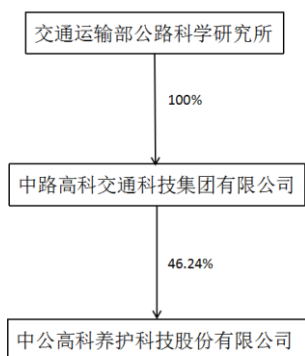 交通运输部公路科学研究所
100%
中路高科交通科技集团有限公司
46.24%
中公高科养护科技股份有限公司